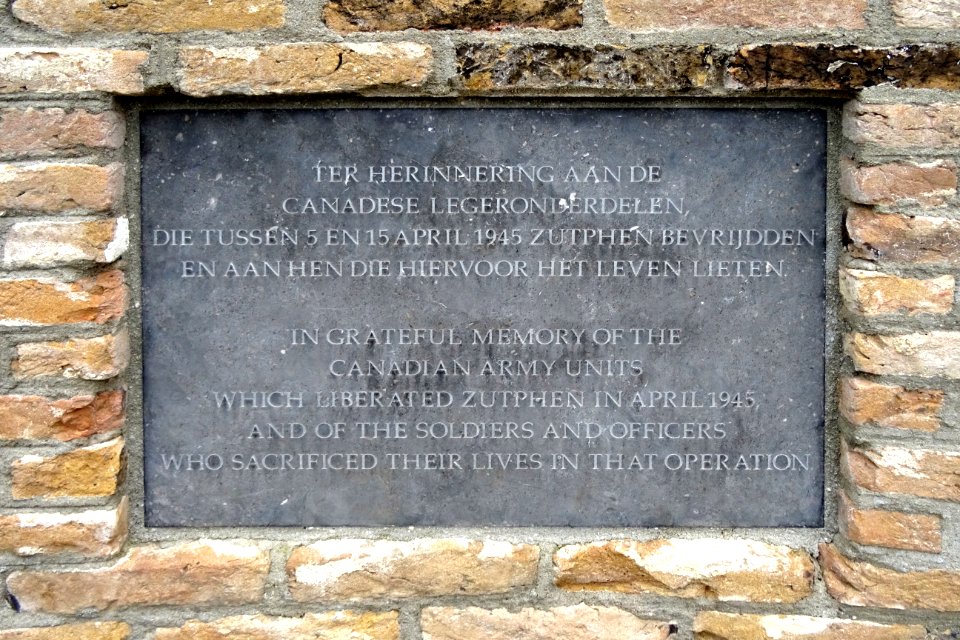 TER HERINNERING AAN DE
CANADESE LEGERONDERDELEN,
DIE TUSSEN 5 EN 15 APRIL 1945 ZUTPHEN BEVRIJDDEN
EN AAN HEN DIE HIERVOOR HET LEVEN LIETEN.
IN GRATEFUL MEMORY OF THE
CANADIAN ARMY UNITS
WHICH LIBERATED ZUTPHEN IN APRIL 1945,
AND OF THE SOLDIERS AND OFFICERS
WHO SACRIFICED THEIR LIVES IN THAT OPERATION.